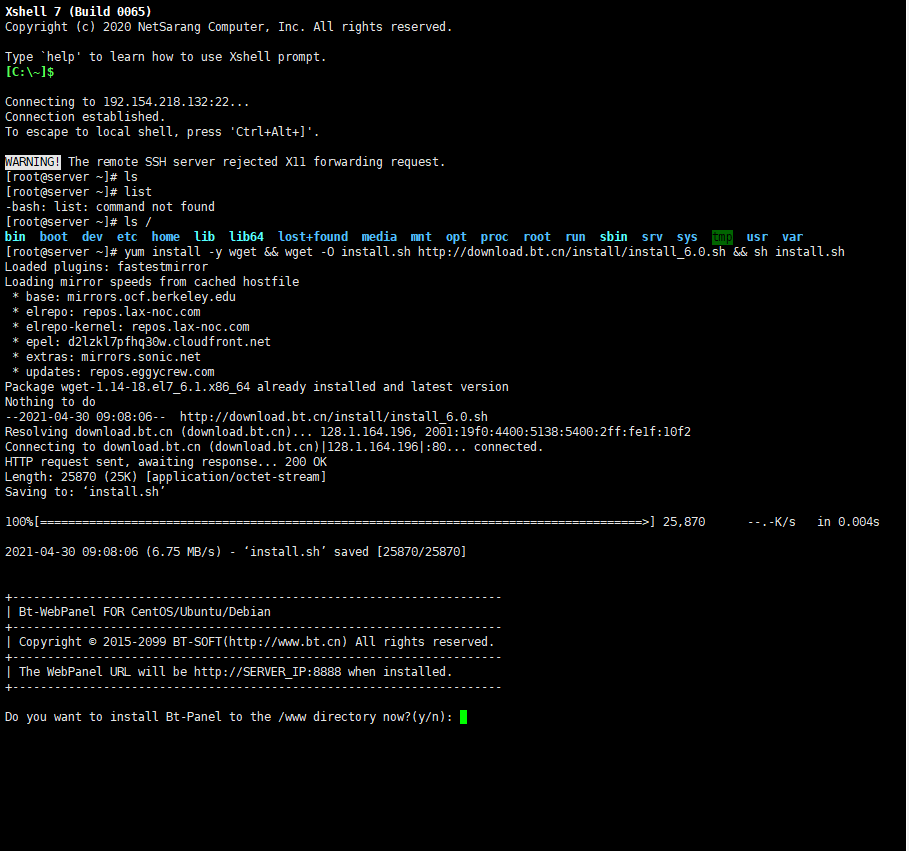 Xshell 7 (Build 0065)
Copyright (c) 2020 NetSarang Computer, Inc. All rights reserved.
Type `help' to learn how to use Xshell prompt.
[C:\~]$
Connecting to 192.154.218.132:22...
Connection established.
To escape to local shell, press 'Ctrl+Alt+]'.
WARNING! The remote SSH server rejected X11 forwarding request.
[root@server ~]# ls
[root@server ~]# list
-bash: list: command not found
[root@server ~]# ls /
bin  boot  dev  etc  home  lib  lib64  lost+found  media  mnt  opt  proc  root  run  sbin  srv  sys  tmp  usr  var
[root@server ~]# yum install -y wget && wget -O install.sh http://download.bt.cn/install/install_6.0.sh && sh install.sh
Loaded plugins: fastestmirror
Loading mirror speeds from cached hostfile
 * base: mirrors.ocf.berkeley.edu
 * elrepo: repos.lax-noc.com
 * elrepo-kernel: repos.lax-noc.com
 * epel: d2lzkl7pfhq30w.cloudfront.net
 * extras: mirrors.sonic.net
 * updates: repos.eggycrew.com
Package wget-1.14-18.el7_6.1.x86_64 already installed and latest version
Nothing to do
--2021-04-30 09:08:06--  http://download.bt.cn/install/install_6.0.sh
Resolving download.bt.cn (download.bt.cn)... 128.1.164.196, 2001:19f0:4400:5138:5400:2ff:fe1f:10f2
Connecting to download.bt.cn (download.bt.cn)|128.1.164.196|:80... connected.
HTTP request sent, awaiting response... 200 OK
Length: 25870 (25K) [application/octet-stream]
Saving to: ‘install.sh’
100%[======================================================================================>] 25,870      --.-K/s   in 0.004s
2021-04-30 09:08:06 (6.75 MB/s) - ‘install.sh’ saved [25870/25870]
+----------------------------------------------------------------------
| Bt-WebPanel FOR CentOS/Ubuntu/Debian
+----------------------------------------------------------------------
| Copyright © 2015-2099 BT-SOFT(http://www.bt.cn) All rights reserved.
+----------------------------------------------------------------------
| The WebPanel URL will be http://SERVER_IP:8888 when installed.
+----------------------------------------------------------------------
Do you want to install Bt-Panel to the /www directory now?(y/n):